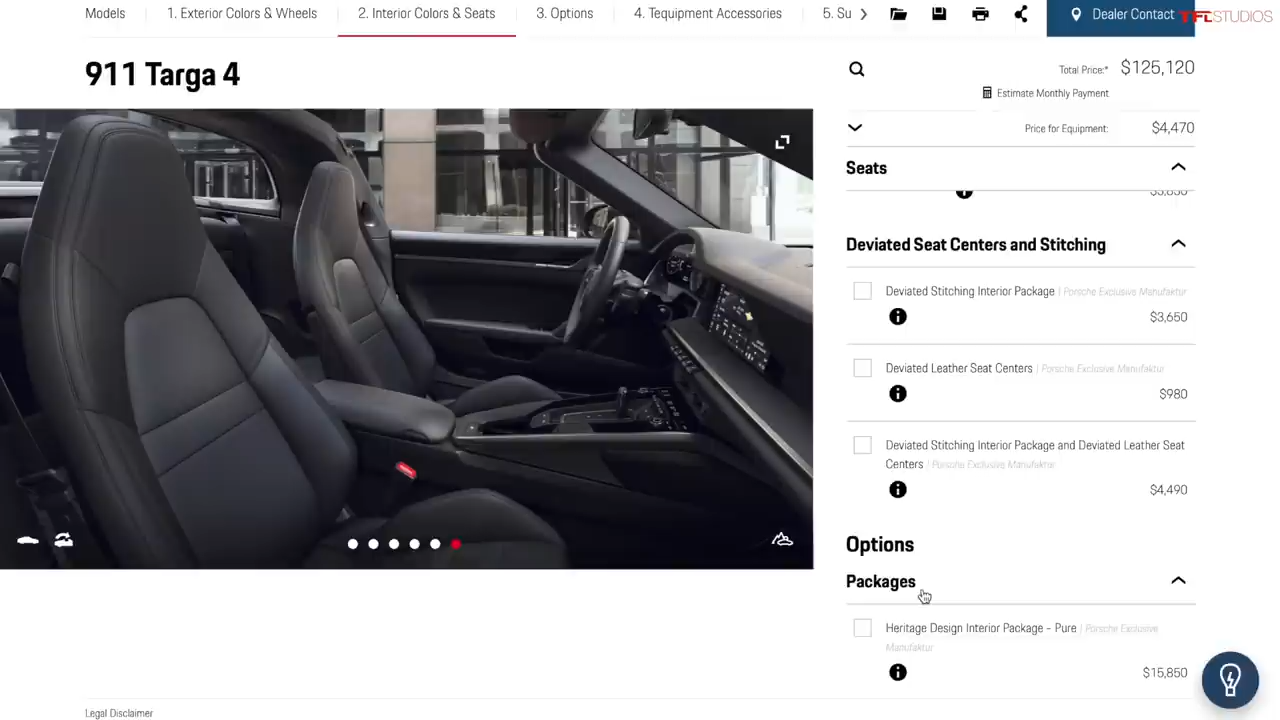 Models
1. Exterior Colors & Wheels
2. Interior Colors & Seats
3. Options
4. Tequipment Accessories
5. Su
Dealer Contact
TFLSTUDIOS
911 Targa 4
Total Price:* $125,120
Estimate Monthly Payment
Price for Equipment: $4,470
Seats
$3,830
Deviated Seat Centers and Stitching
Deviated Stitching Interior Package | Porsche Exclusive Manufaktur
$3,650
Deviated Leather Seat Centers | Porsche Exclusive Manufaktur
$980
Deviated Stitching Interior Package and Deviated Leather Seat
Centers | Porsche Exclusive Manufaktur
$4,490
Options
Packages
Heritage Design Interior Package - Pure | Porsche Exclusive
Manufaktur
$15,850
Legal Disclaimer